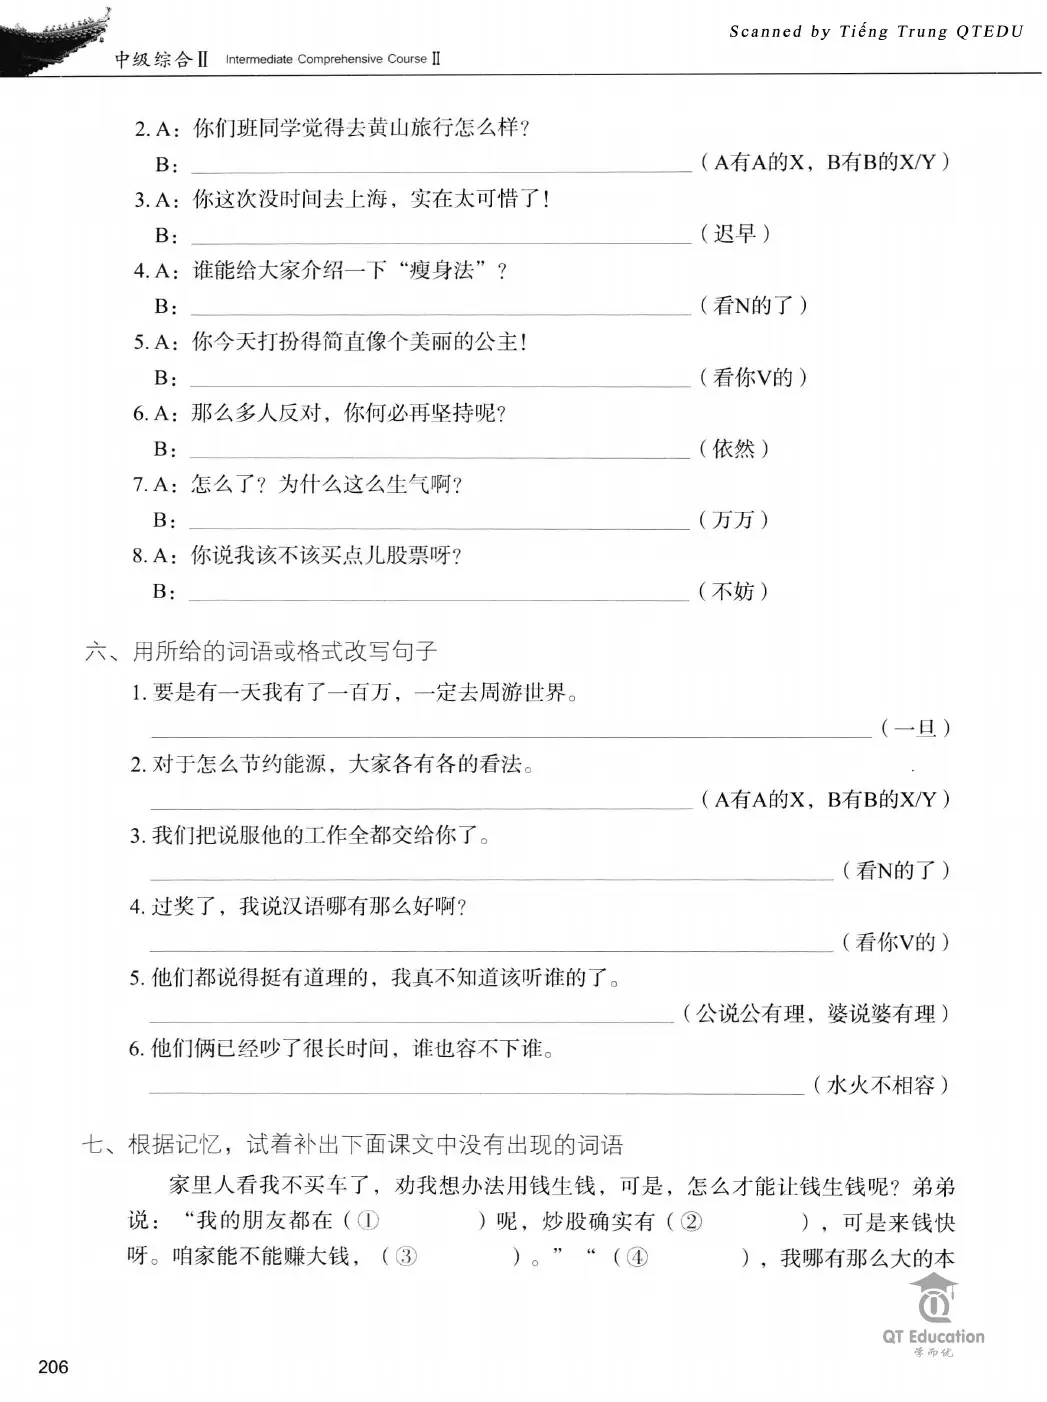 Scanned by Tiếng Trung QTEDU
中级综合Ⅱ Intermediate Comprehensive Course Ⅱ
2. A：你们班同学觉得去黄山旅行怎么样？
B：（A有A的X，B有B的X/Y）
3. A：你这次没时间去上海，实在太可惜了！
B：（迟早）
4. A：谁能给大家介绍一下“瘦身法”？
B：（看N的了）
5. A：你今天打扮得简直像个美丽的公主！
B：（看你V的）
6. A：那么多人反对，你何必再坚持呢？
B：（依然）
7. A：怎么了？为什么这么生气啊？
B：（万万）
8. A：你说我该不该买点儿股票呀？
B：（不妨）
六、用所给的词语或格式改写句子
1. 要是有一天我有了一百万，一定去周游世界。
（一旦）
2. 对于怎么节约能源，大家各有各的看法。
（A有A的X，B有B的X/Y）
3. 我们把说服他的工作全都交给你了。
（看N的了）
4. 过奖了，我说汉语哪有那么好啊？
（看你V的）
5. 他们都说得挺有道理的，我真不知道该听谁的了。
（公说公有理，婆说婆有理）
6. 他们俩已经吵了很长时间，谁也容不下谁。
（水火不相容）
七、根据记忆，试着补出下面课文中没有出现的词语
家里人看我不买车了，劝我想办法用钱生钱，可是，怎么才能让钱生钱呢？弟弟
说：“我的朋友都在（① ）呢，炒股确实有（② ），可是来钱快
呀。咱家能不能赚大钱，（③ ）。”“（④ ），我哪有那么大的本
QT Education
学而优
206